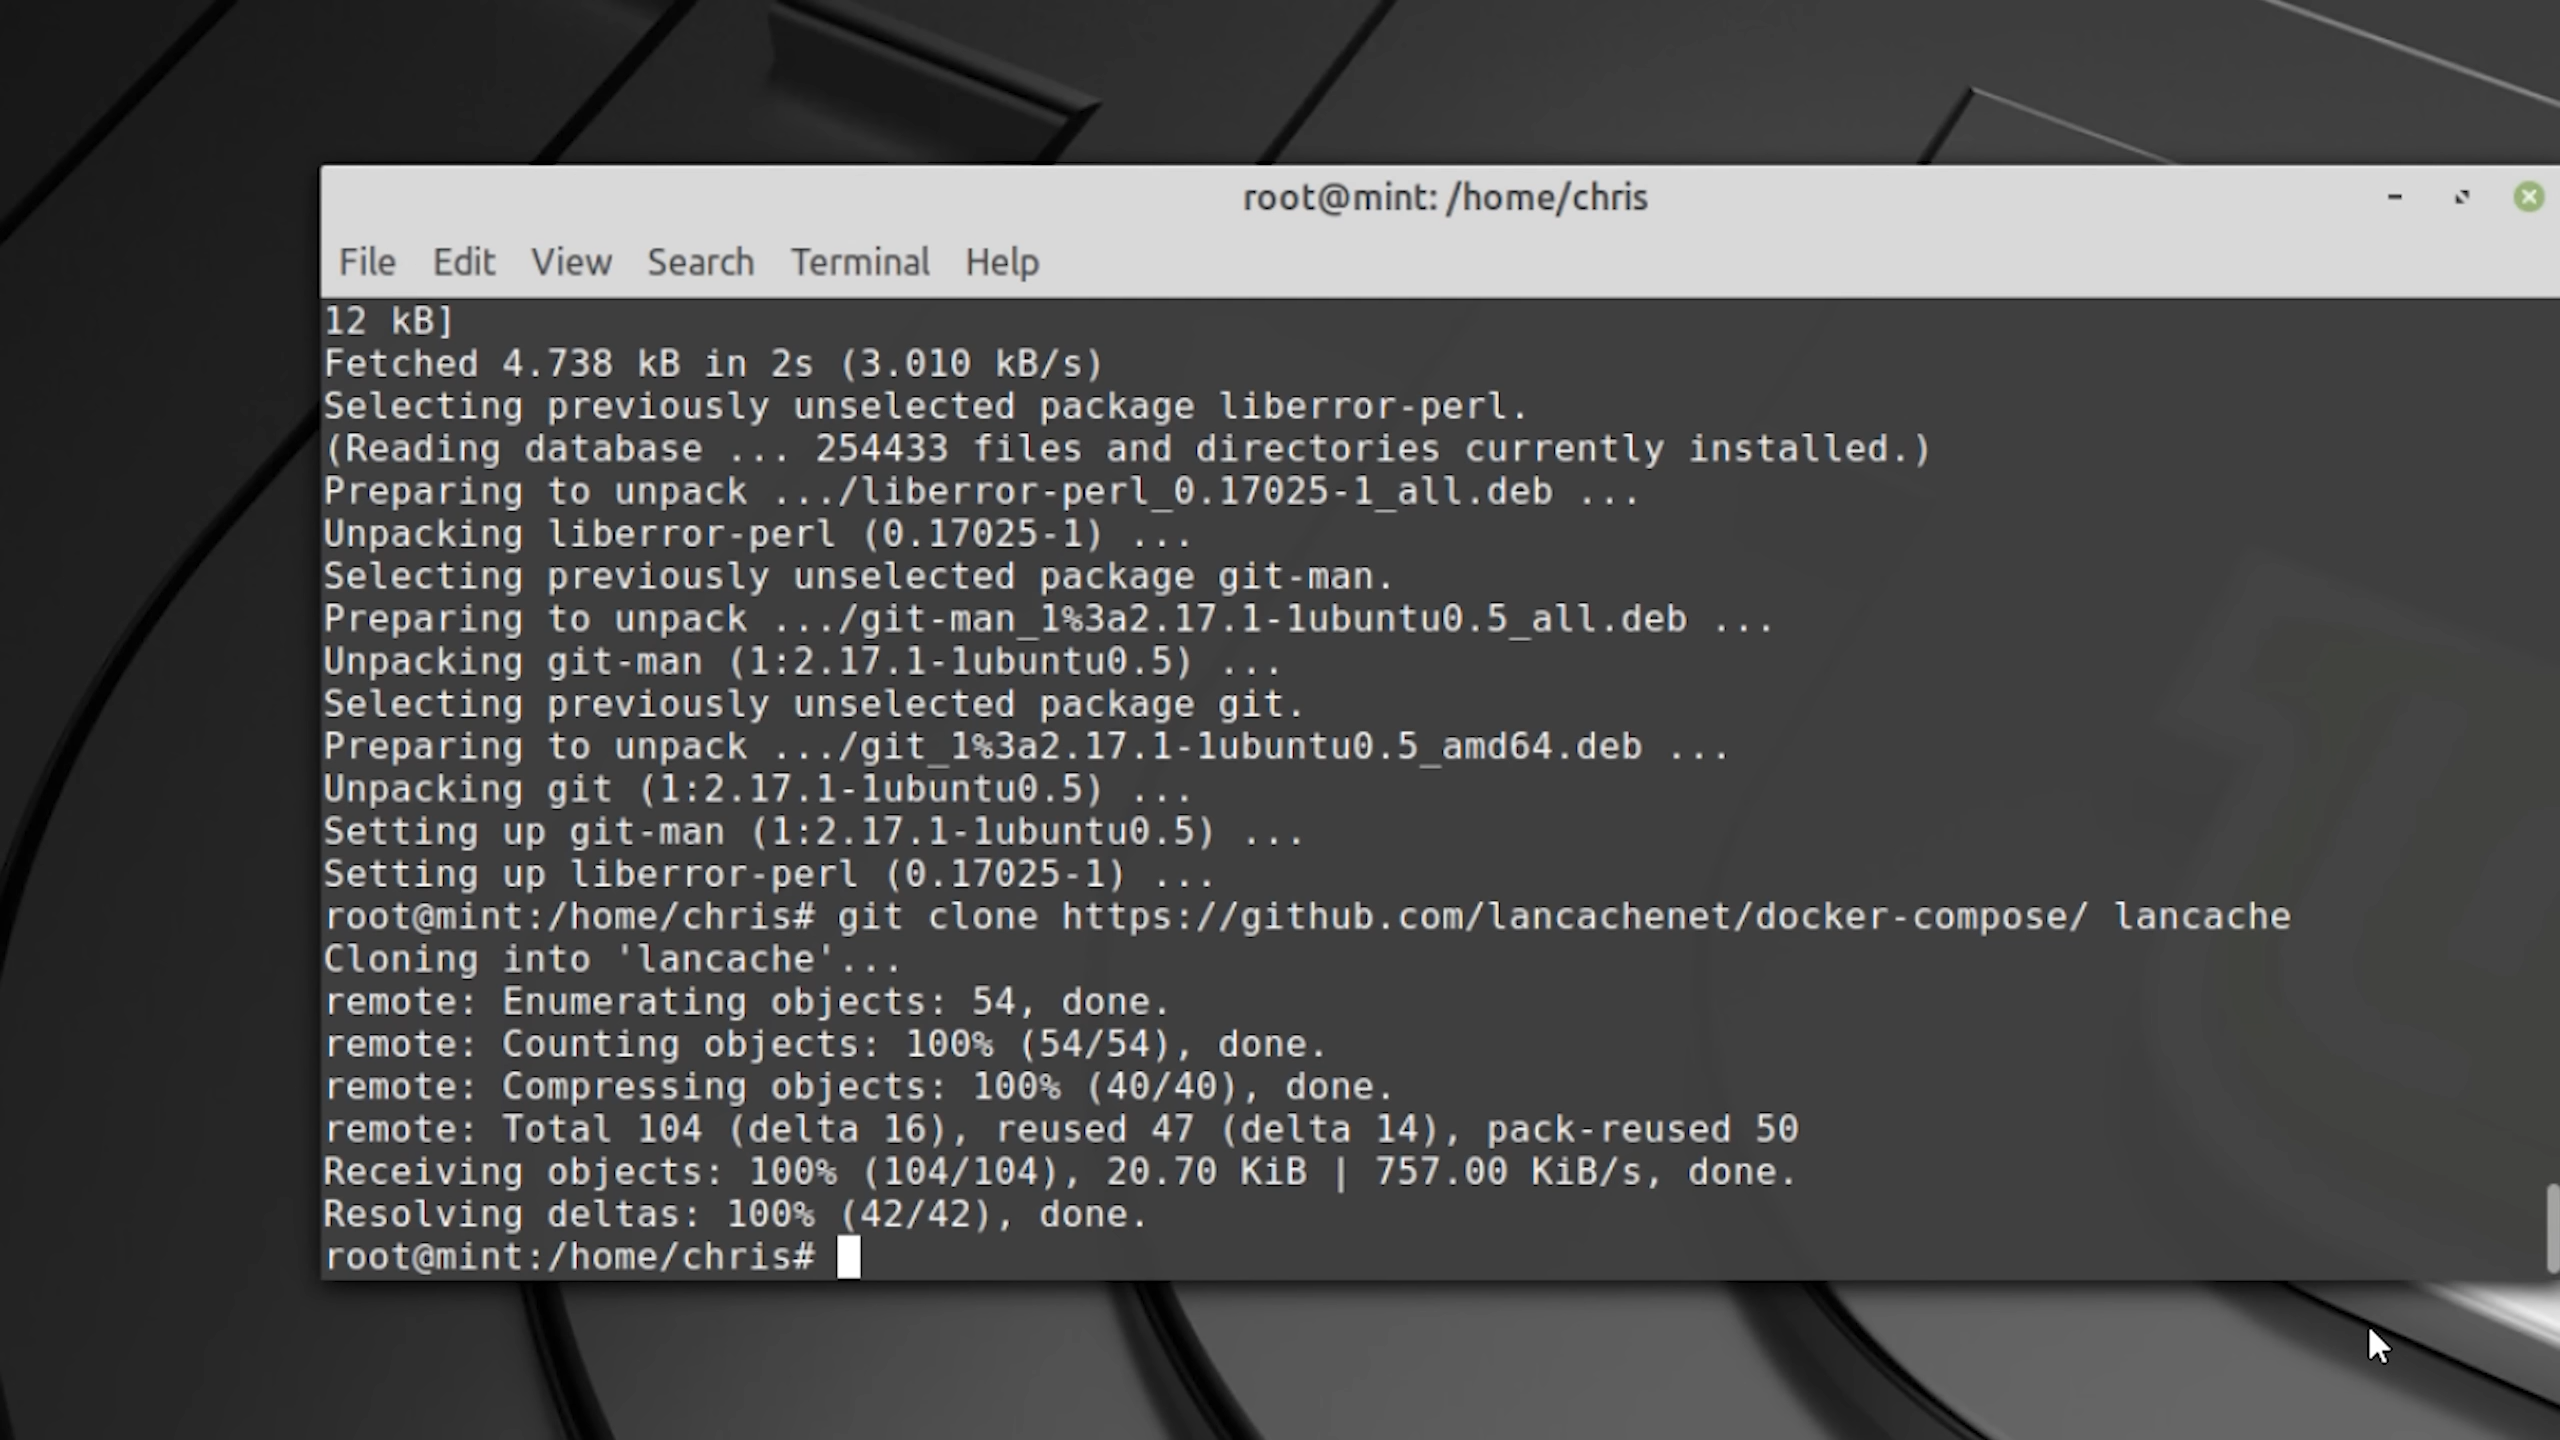 root@mint: /home/chris
File Edit View Search Terminal Help
12 kB]
Fetched 4.738 kB in 2s (3.010 kB/s)
Selecting previously unselected package liberror-perl.
(Reading database ... 254433 files and directories currently installed.)
Preparing to unpack .../liberror-perl_0.17025-1_all.deb ...
Unpacking liberror-perl (0.17025-1) ...
Selecting previously unselected package git-man.
Preparing to unpack .../git-man_1%3a2.17.1-1ubuntu0.5_all.deb ...
Unpacking git-man (1:2.17.1-1ubuntu0.5) ...
Selecting previously unselected package git.
Preparing to unpack .../git_1%3a2.17.1-1ubuntu0.5_amd64.deb ...
Unpacking git (1:2.17.1-1ubuntu0.5) ...
Setting up git-man (1:2.17.1-1ubuntu0.5) ...
Setting up liberror-perl (0.17025-1) ...
root@mint:/home/chris# git clone https://github.com/lancachenet/docker-compose/ lancache
Cloning into 'lancache'...
remote: Enumerating objects: 54, done.
remote: Counting objects: 100% (54/54), done.
remote: Compressing objects: 100% (40/40), done.
remote: Total 104 (delta 16), reused 47 (delta 14), pack-reused 50
Receiving objects: 100% (104/104), 20.70 KiB | 757.00 KiB/s, done.
Resolving deltas: 100% (42/42), done.
root@mint:/home/chris#